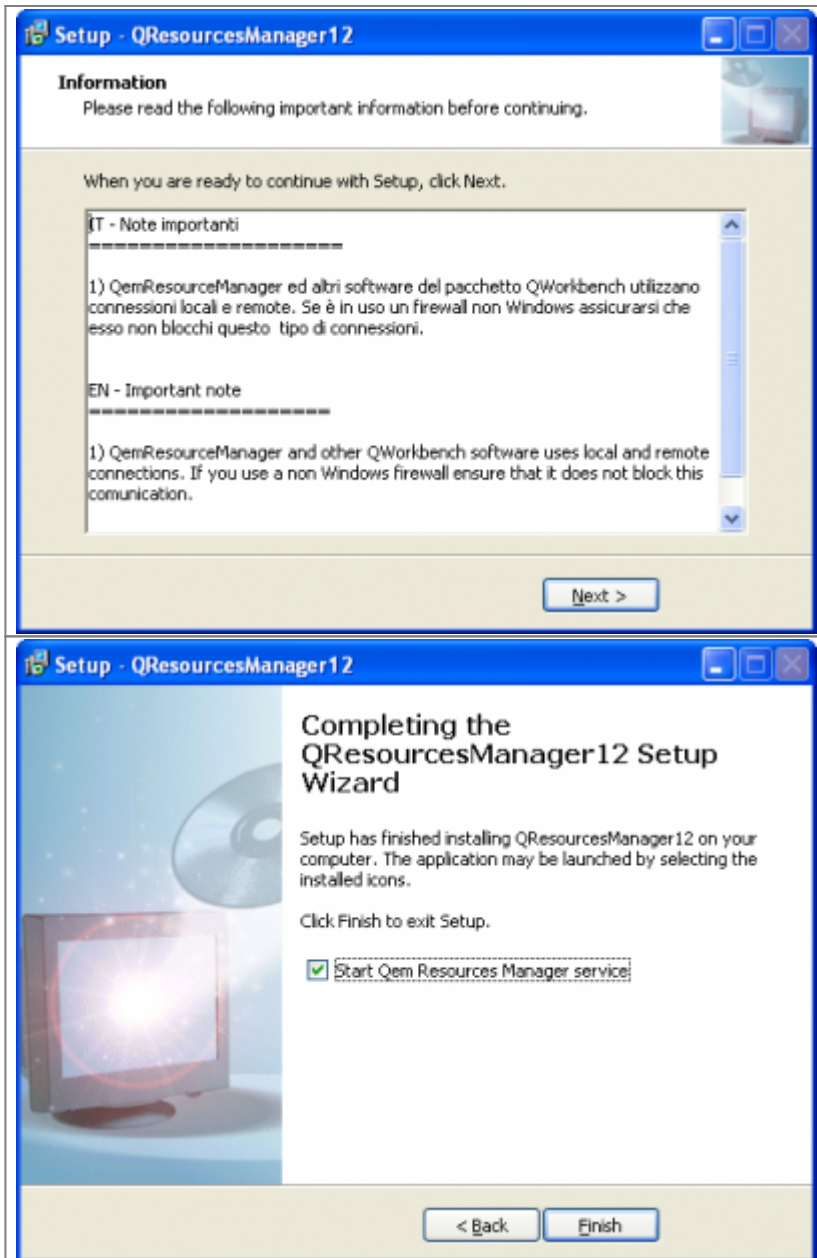 Setup - QResourcesManager12
Information
Please read the following important information before continuing.
When you are ready to continue with Setup, click Next.
IT - Note importanti
=====================
1) QemResourceManager ed altri software del pacchetto QWorkbench utilizzano
connessioni locali e remote. Se è in uso un firewall non Windows assicurarsi che
esso non blocchi questo tipo di connessioni.
EN - Important note
====================
1) QemResourceManager and other QWorkbench software uses local and remote
connections. If you use a non Windows firewall ensure that it does not block this
comunication.
Next >
Setup - QResourcesManager12
Completing the
QResourcesManager12 Setup
Wizard
Setup has finished installing QResourcesManager12 on your
computer. The application may be launched by selecting the
installed icons.
Click Finish to exit Setup.
Start Qem Resources Manager service
< Back Finish